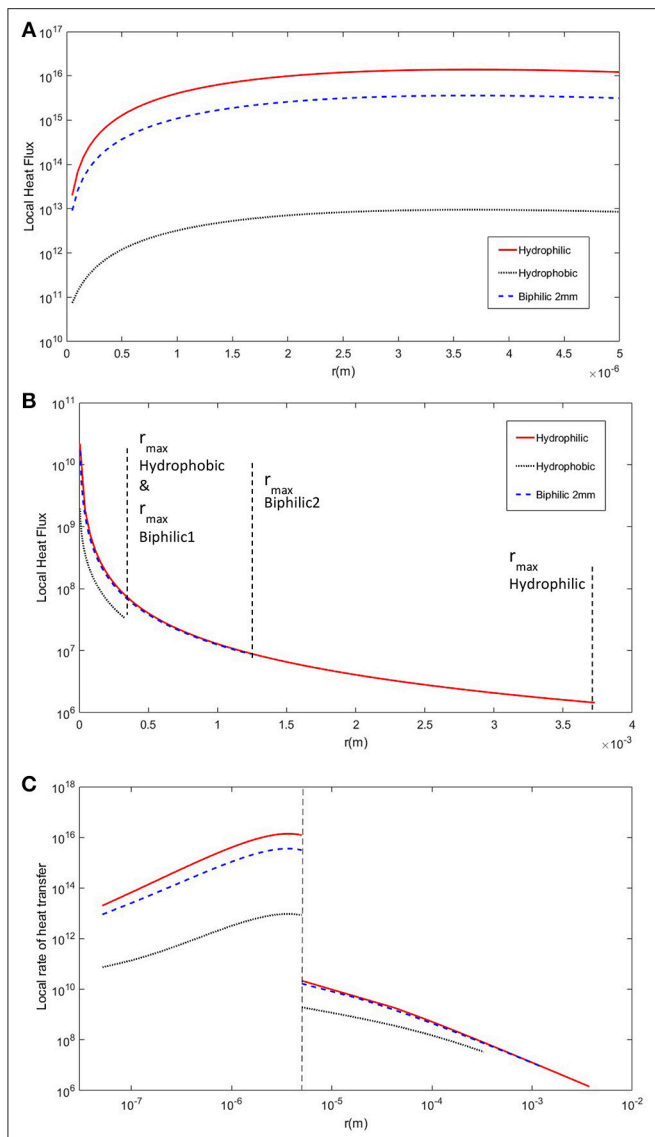 A
10^17
10^16
10^15
10^14
10^13
10^12
10^11
10^10
Local Heat Flux
Hydrophilic
Hydrophobic
Biphilic 2mm
0 0.5 1 1.5 2 2.5 3 3.5 4 4.5 5
r(m)
×10^-6
B
10^11
10^10
10^9
10^8
10^7
10^6
Local Heat Flux
r_max
Hydrophobic
&
r_max
Biphilic1
r_max
Biphilic2
r_max
Hydrophilic
Hydrophilic
Hydrophobic
Biphilic 2mm
0 0.5 1 1.5 2 2.5 3 3.5 4
r(m)
×10^-3
C
10^18
10^16
10^14
10^12
10^10
10^8
10^6
Local rate of heat transfer
10^-7 10^-6 10^-5 10^-4 10^-3 10^-2
r(m)